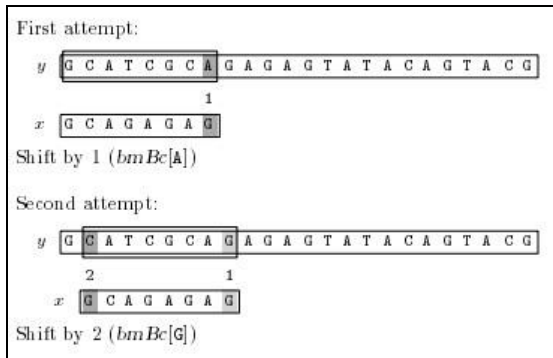 First attempt:
y G C A T C G C A G A G A G T A T A C A G T A C G
1
x G C A G A G A G
Shift by 1 (bmBc[A])
Second attempt:
y G C A T C G C A G A G A G T A T A C A G T A C G
2 1
x G C A G A G A G
Shift by 2 (bmBc[G])